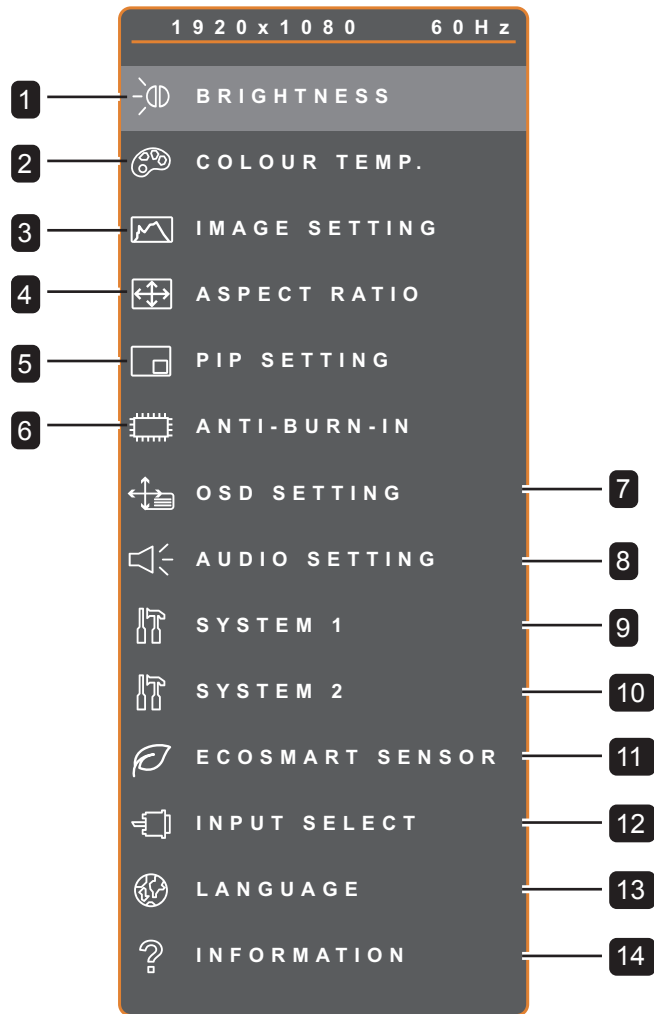 1920x1080 60Hz
1 BRIGHTNESS
2 COLOUR TEMP.
3 IMAGE SETTING
4 ASPECT RATIO
5 PIP SETTING
6 ANTI-BURN-IN
OSD SETTING 7
AUDIO SETTING 8
SYSTEM 1 9
SYSTEM 2 10
ECOSMART SENSOR 11
INPUT SELECT 12
LANGUAGE 13
INFORMATION 14